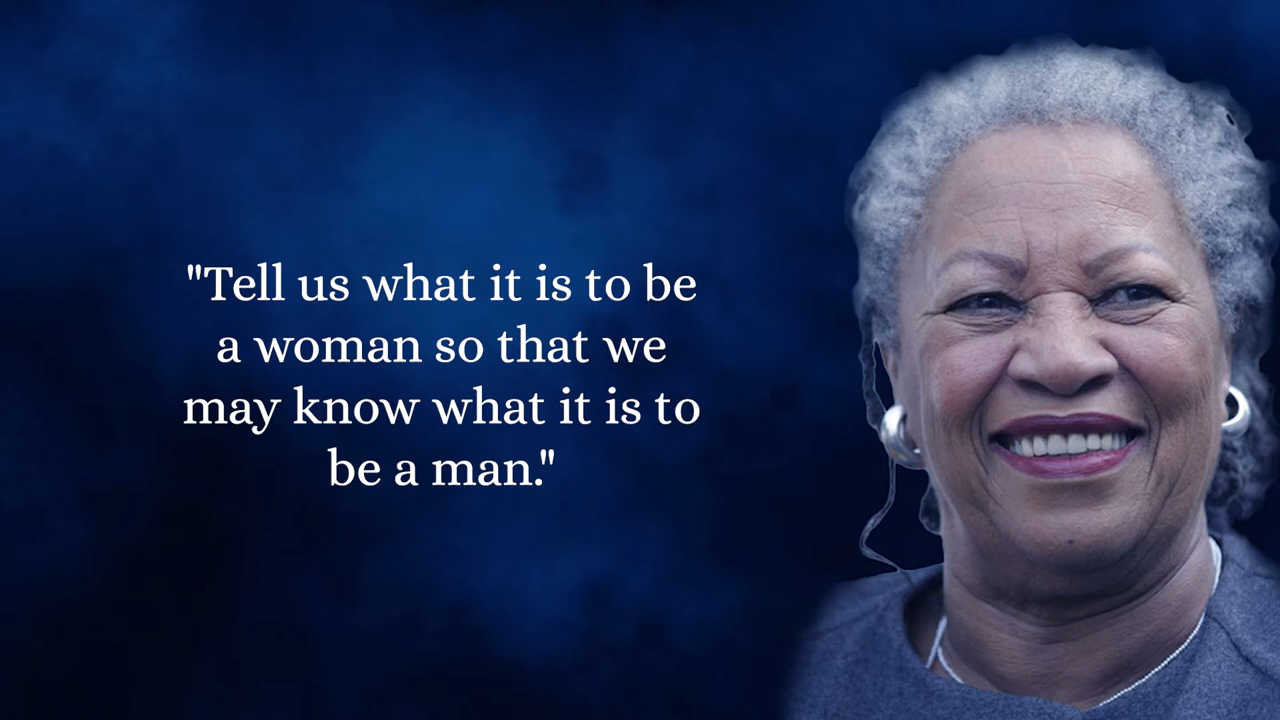 "Tell us what it is to be
a woman so that we
may know what it is to
be a man."